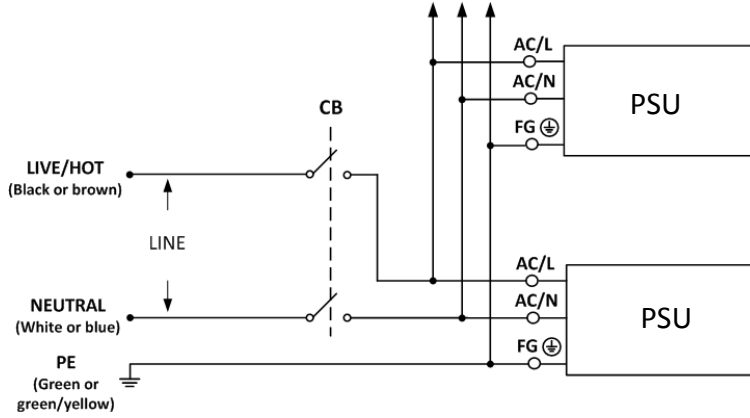 AC/L
AC/N
PSU
FG
CB
LIVE/HOT
(Black or brown)
LINE
AC/L
NEUTRAL
AC/N
(White or blue)
PSU
FG
PE
(Green or
green/yellow)